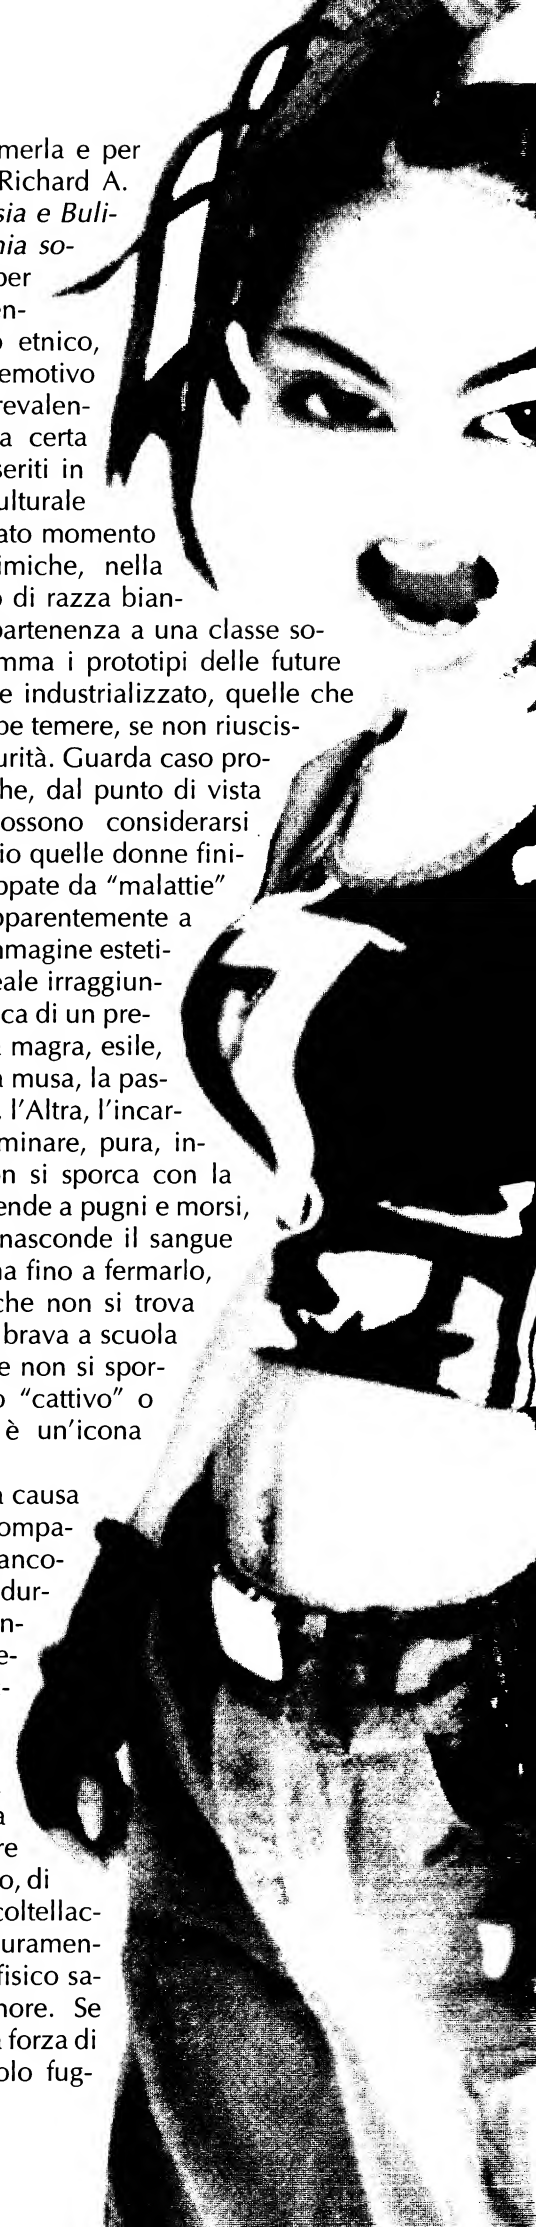 merla e per
Richard A.
sia e Buli-
nia so-
per
en-
o etnico,
emotivo
revalen-
a certa
seriti in
ulturale
ato momento
imiche, nella
o di razza bian-
partenenza a una classe so-
mma i prototipi delle future
e industrializzato, quelle che
be temere, se non riuscis-
urità. Guarda caso pro-
he, dal punto di vista
ossono considerarsi
io quelle donne fini-
ppate da “malattie”
pparentemente a
mmagine esteti-
eale irraggiun-
ca di un pre-
magra, esile,
a musa, la pas-
l’Altra, l’incar-
minare, pura, in-
n si sporca con la
ende a pugni e morsi,
nasconde il sangue
na fino a fermarlo,
che non si trova
brava a scuola
e non si spor-
o “cattivo” o
è un’icona
a causa
ompa-
anco-
dur-
n-
e-
-
a
re
o, di
coltellac-
uramen-
fisico sa-
nore. Se
a forza di
olo fug-